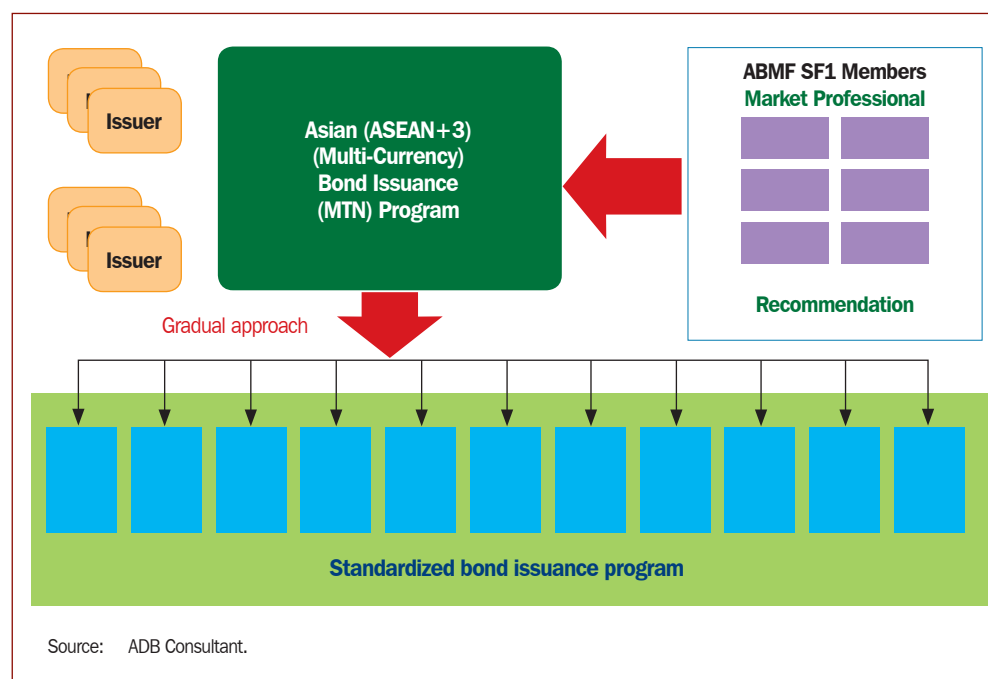 Issuer
Issuer
Asian (ASEAN+3)
(Multi-Currency)
Bond Issuance
(MTN) Program
ABMF SF1 Members
Market Professional
Recommendation
Gradual approach
Standardized bond issuance program
Source: ADB Consultant.